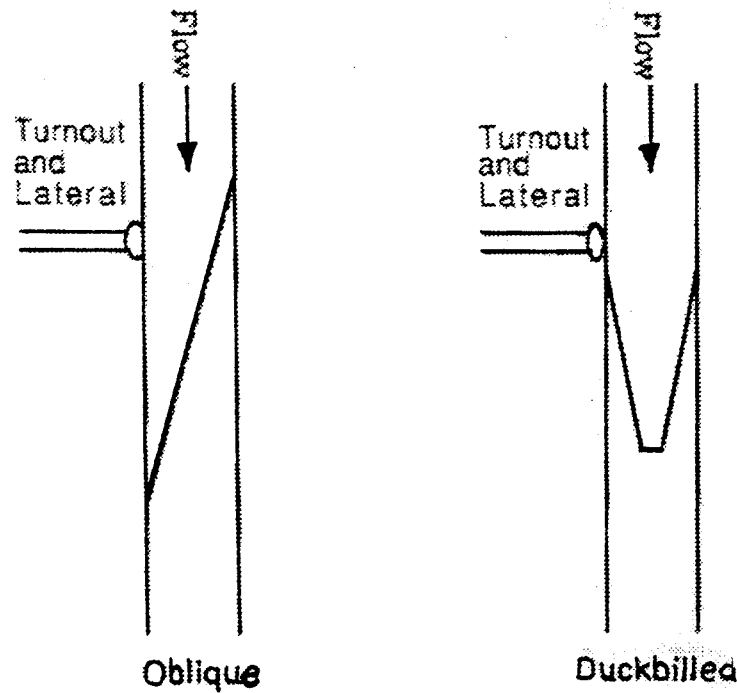 Flow
Turnout
and
Lateral
Oblique
Flow
Turnout
and
Lateral
Duckbilled